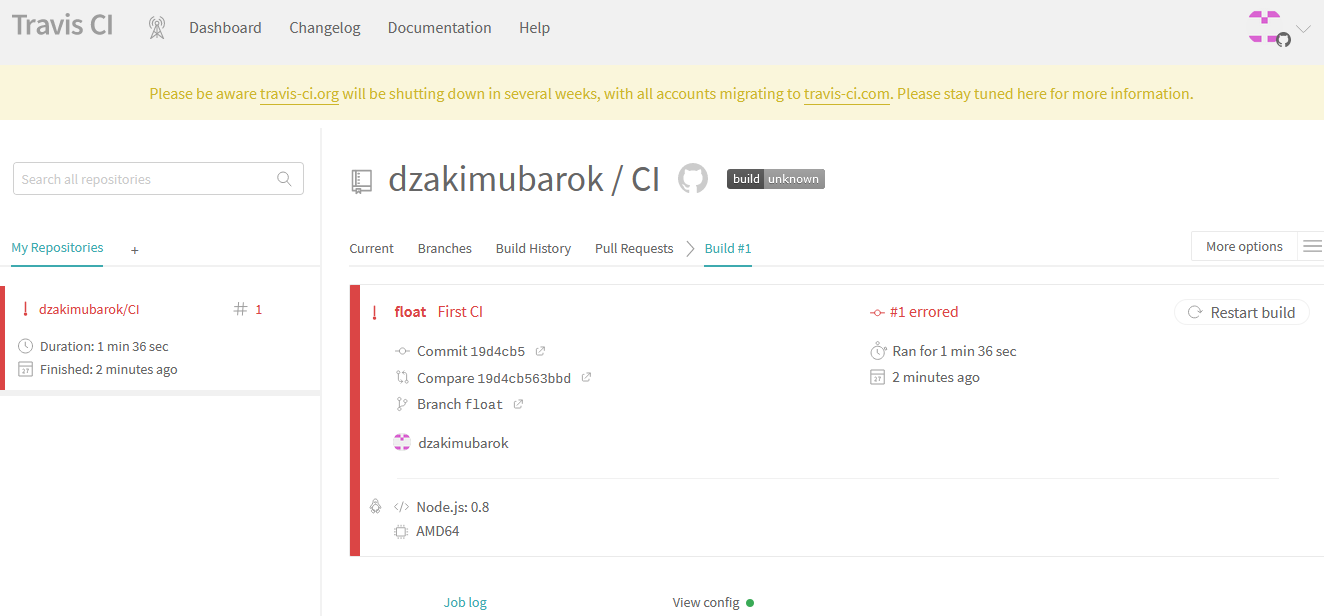 Travis CI Dashboard Changelog Documentation Help
Please be aware travis-ci.org will be shutting down in several weeks, with all accounts migrating to travis-ci.com. Please stay tuned here for more information.
Search all repositories
My Repositories +
dzakimubarok/CI # 1
Duration: 1 min 36 sec
Finished: 2 minutes ago
dzakimubarok / CI build unknown
Current Branches Build History Pull Requests Build #1
More options
float First CI
#1 errored
Restart build
Commit 19d4cb5
Ran for 1 min 36 sec
Compare 19d4cb563bbd
27 2 minutes ago
Branch float
dzakimubarok
Node.js: 0.8
AMD64
Job log View config